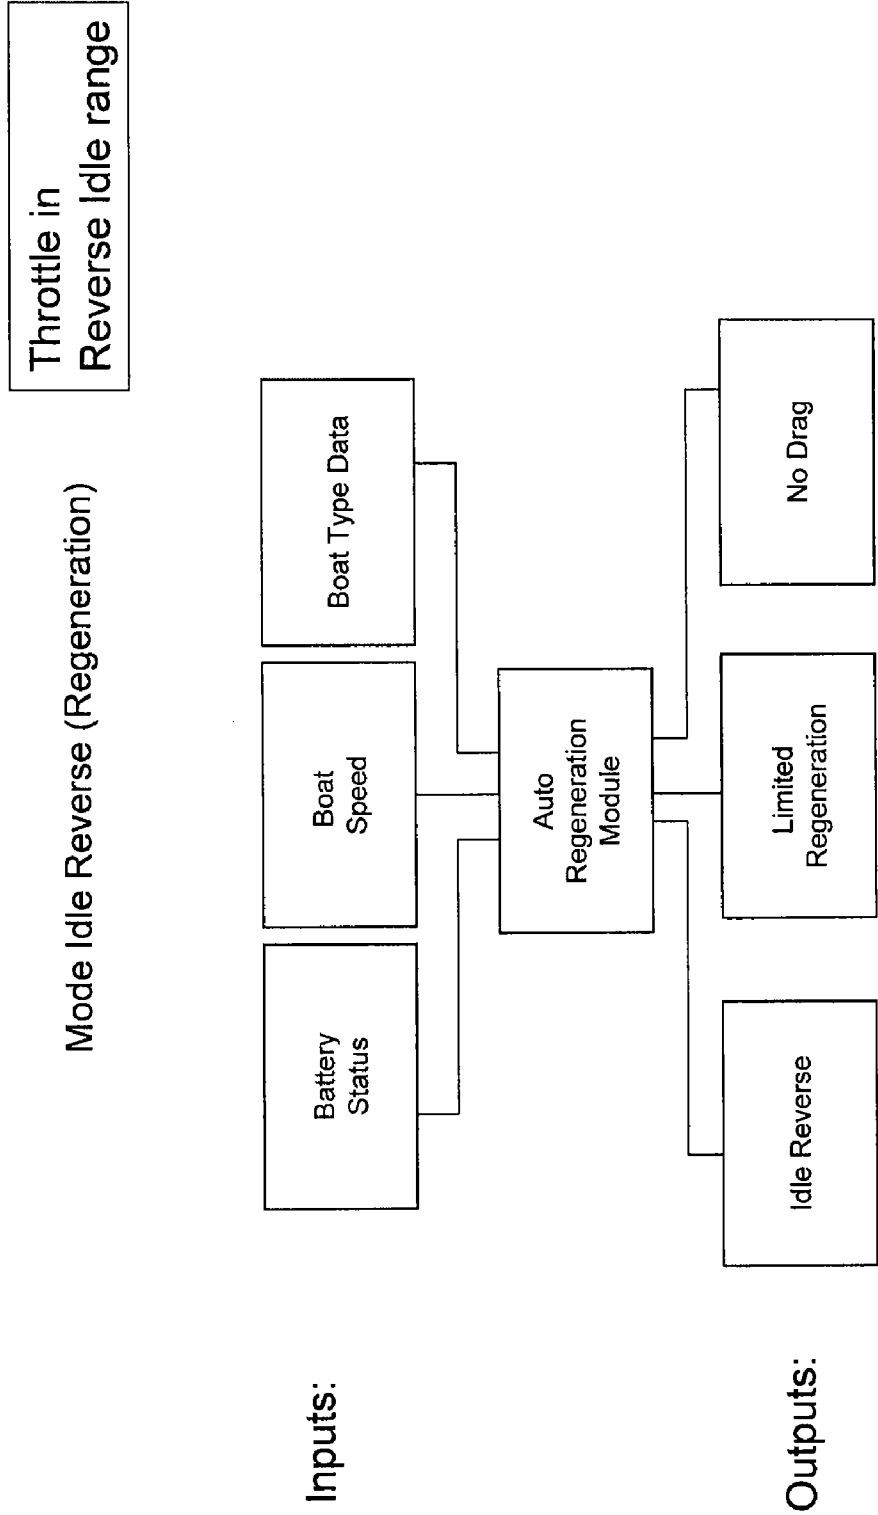 Throttle in
Reverse Idle range
Mode Idle Reverse (Regeneration)
Inputs:
Battery
Status
Boat
Speed
Boat Type Data
Auto
Regeneration
Module
Outputs:
Idle Reverse
Limited
Regeneration
No Drag